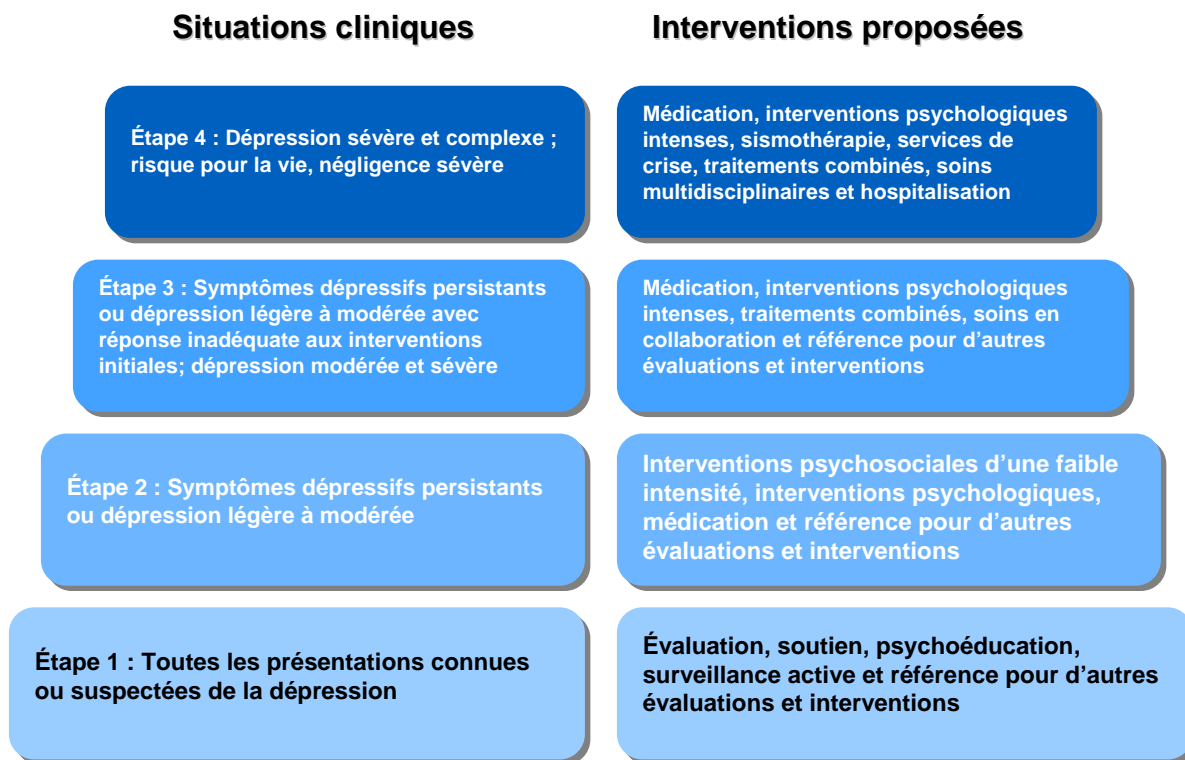 Situations cliniques
Interventions proposées
Étape 4 : Dépression sévère et complexe ;
risque pour la vie, négligence sévère
Médication, interventions psychologiques
intenses, sismothérapie, services de
crise, traitements combinés, soins
multidisciplinaires et hospitalisation
Étape 3 : Symptômes dépressifs persistants
ou dépression légère à modérée avec
réponse inadéquate aux interventions
initiales; dépression modérée et sévère
Médication, interventions psychologiques
intenses, traitements combinés, soins en
collaboration et référence pour d'autres
évaluations et interventions
Étape 2 : Symptômes dépressifs persistants
ou dépression légère à modérée
Interventions psychosociales d'une faible
intensité, interventions psychologiques,
médication et référence pour d'autres
évaluations et interventions
Étape 1 : Toutes les présentations connues
ou suspectées de la dépression
Évaluation, soutien, psychoéducation,
surveillance active et référence pour d'autres
évaluations et interventions